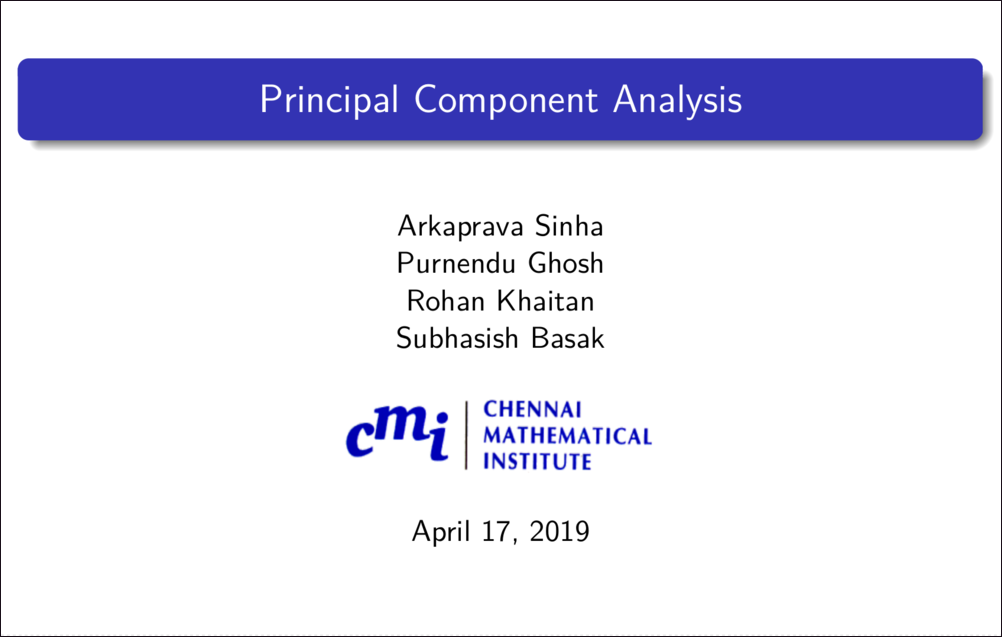 Principal Component Analysis
Arkaprava Sinha
Purnendu Ghosh
Rohan Khaitan
Subhasish Basak
cmi
CHENNAI
MATHEMATICAL
INSTITUTE
April 17, 2019